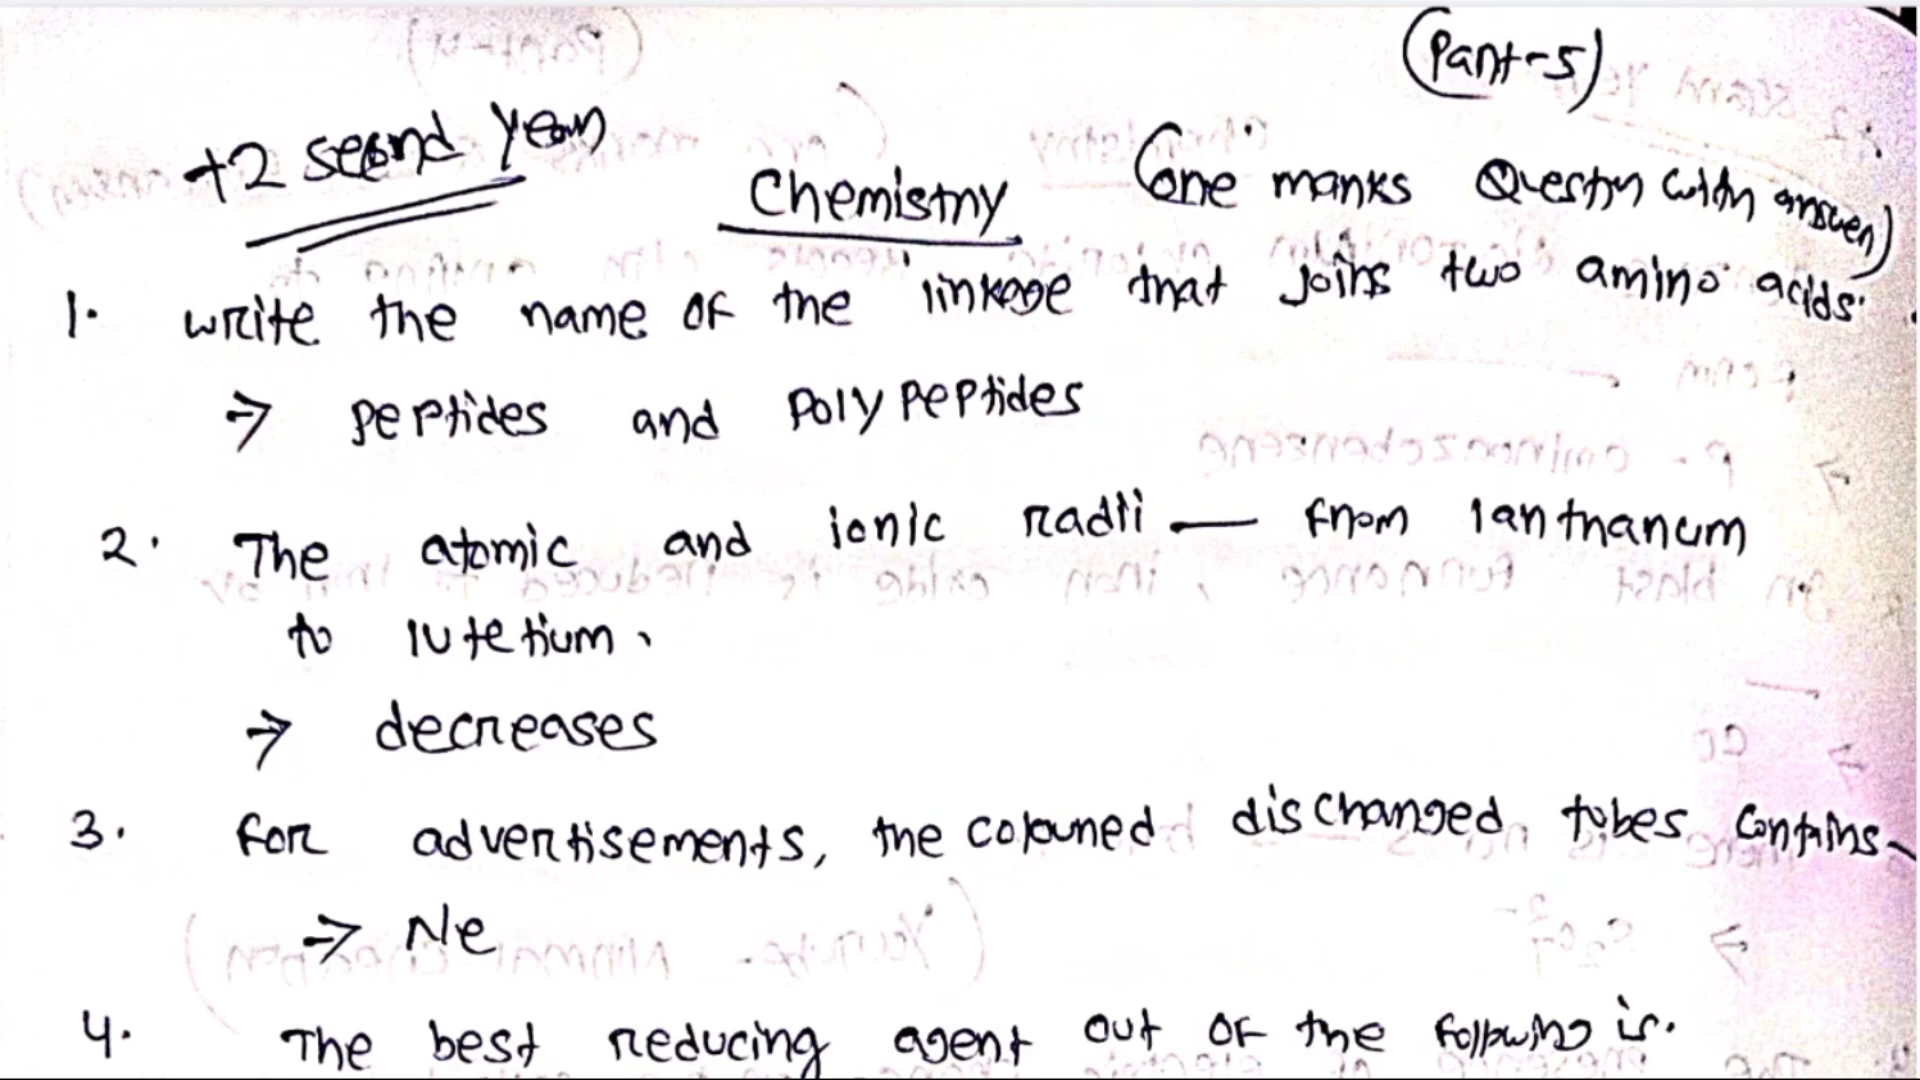 (Part-5)
+2 second year
Chemistry (one marks Question with answer)
1. write the name of the linkage that joins two amino acids.
⇒ peptides and polypeptides
2. The atomic and ionic radii — from lanthanum
to lutetium.
⇒ decreases
3. for advertisements, the coloured discharged tubes contains -
⇒ Ne
4. The best reducing agent out of the following is.